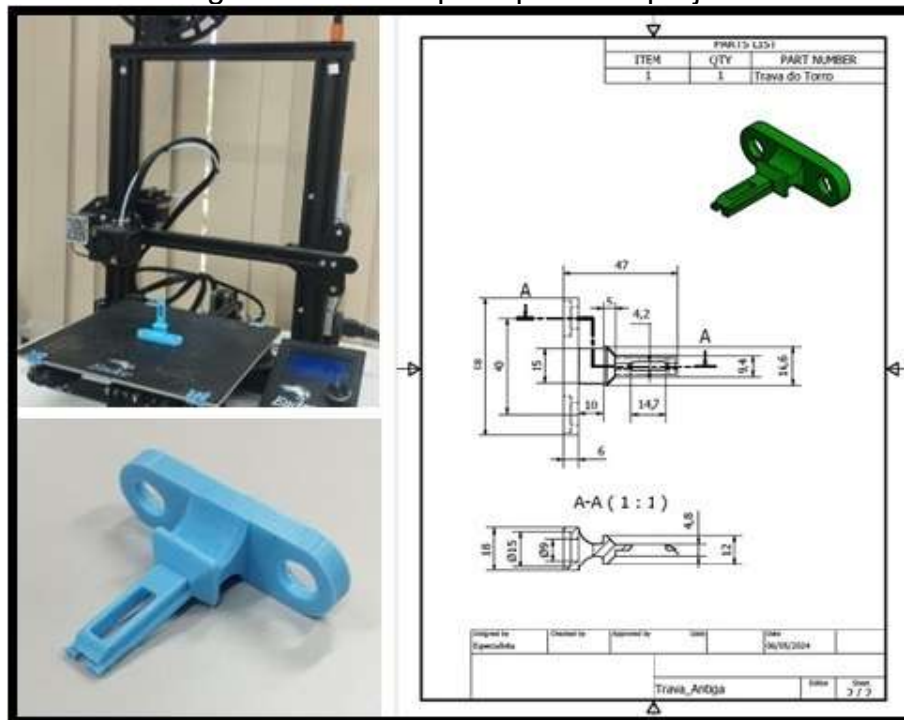 PARTS LIST
ITEM QTY PART NUMBER
1 1 Trava do Torro
47
A A
5
4,2
40
15
9,4
16,6
10
14,7
6
A-A ( 1 : 1 )
18
Ø15
Ø9
4,8
12
Designed by Checked by Approved by Date Date
Especialista 06/05/2024
Trava_Antiga Edition Sheet